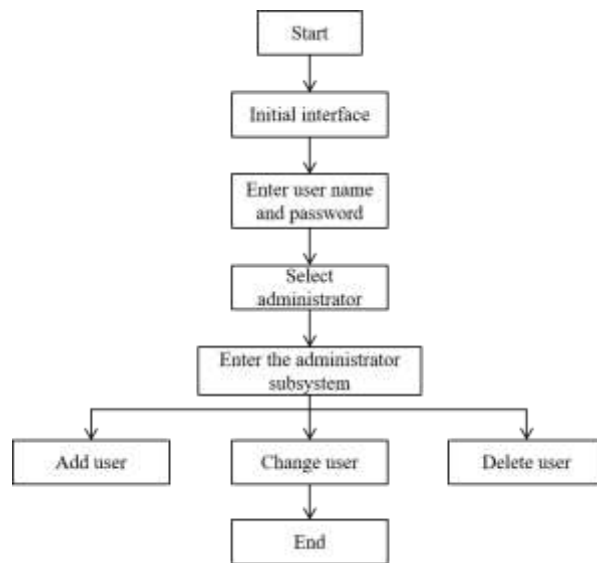 Start
Initial interface
Enter user name
and password
Select
administrator
Enter the administrator
subsystem
Add user
Change user
Delete user
End